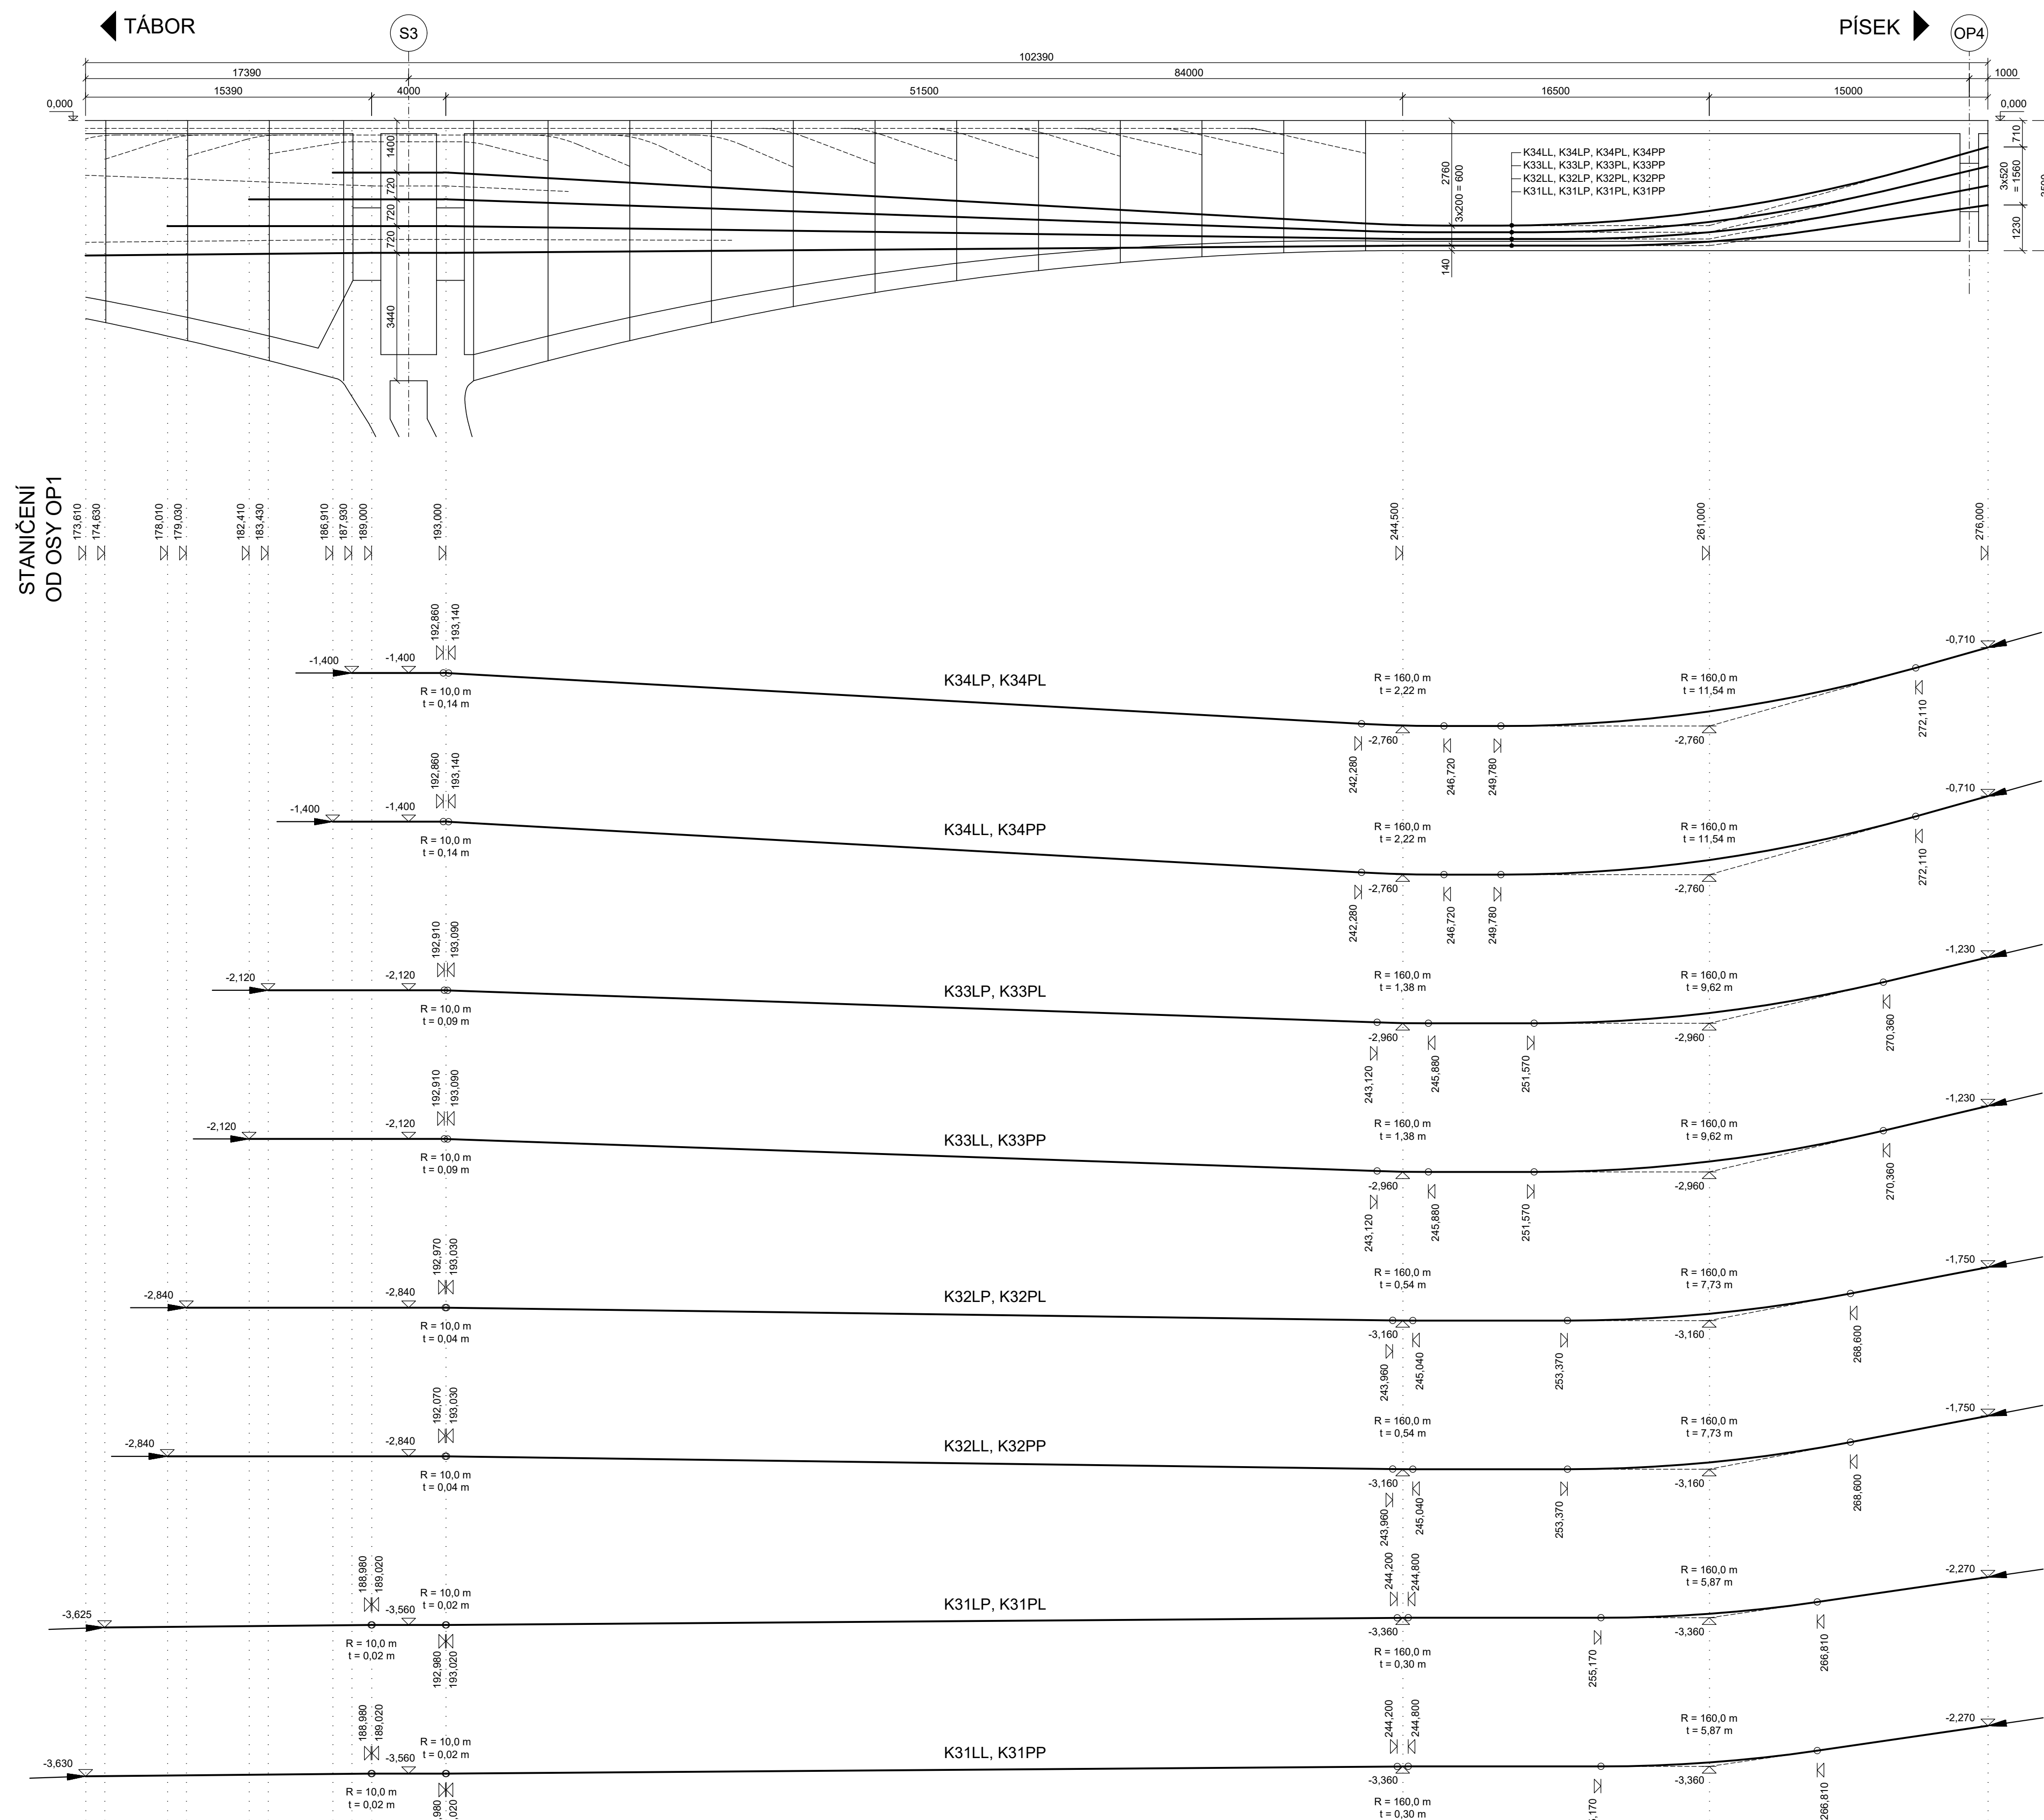 TÁBOR
S3
PÍSEK
OP4
102390
17390
84000
1000
15390
4000
51500
16500
15000
0,000
0,000
1400
720
720
720
3440
2760
3x200 = 600
140
K34LL, K34LP, K34PL, K34PP
K33LL, K33LP, K33PL, K33PP
K32LL, K32LP, K32PL, K32PP
K31LL, K31LP, K31PL, K31PP
710
3x520
= 1560
1230
STANIČENÍ
OD OSY OP1
173,610
174,630
178,010
179,030
182,410
183,430
186,910
187,930
189,000
193,000
244,500
261,000
276,000
192,860
193,140
-1,400
-1,400
R = 10,0 m
t = 0,14 m
K34LP, K34PL
R = 160,0 m
t = 2,22 m
R = 160,0 m
t = 11,54 m
-0,710
-2,760
-2,760
242,280
246,720
249,780
272,110
192,860
193,140
-1,400
-1,400
R = 10,0 m
t = 0,14 m
K34LL, K34PP
R = 160,0 m
t = 2,22 m
R = 160,0 m
t = 11,54 m
-0,710
-2,760
-2,760
242,280
246,720
249,780
272,110
192,910
193,090
-2,120
-2,120
R = 10,0 m
t = 0,09 m
K33LP, K33PL
R = 160,0 m
t = 1,38 m
R = 160,0 m
t = 9,62 m
-1,230
-2,960
-2,960
243,120
245,880
251,570
270,360
192,910
193,090
-2,120
-2,120
R = 10,0 m
t = 0,09 m
K33LL, K33PP
R = 160,0 m
t = 1,38 m
R = 160,0 m
t = 9,62 m
-1,230
-2,960
-2,960
243,120
245,880
251,570
270,360
192,970
193,030
-2,840
-2,840
R = 10,0 m
t = 0,04 m
K32LP, K32PL
R = 160,0 m
t = 0,54 m
R = 160,0 m
t = 7,73 m
-1,750
-3,160
-3,160
243,960
245,040
253,370
268,600
192,070
193,030
-2,840
-2,840
R = 10,0 m
t = 0,04 m
K32LL, K32PP
R = 160,0 m
t = 0,54 m
R = 160,0 m
t = 7,73 m
-1,750
-3,160
-3,160
243,960
245,040
253,370
268,600
188,980
189,020
-3,625
-3,560
R = 10,0 m
t = 0,02 m
R = 10,0 m
t = 0,02 m
192,980
193,020
K31LP, K31PL
244,200
244,800
-3,360
R = 160,0 m
t = 0,30 m
R = 160,0 m
t = 5,87 m
-3,360
-2,270
255,170
266,810
188,980
189,020
-3,630
-3,560
R = 10,0 m
t = 0,02 m
R = 10,0 m
t = 0,02 m
K31LL, K31PP
244,200
244,800
-3,360
R = 160,0 m
t = 0,30 m
R = 160,0 m
t = 5,87 m
-3,360
-2,270
266,810